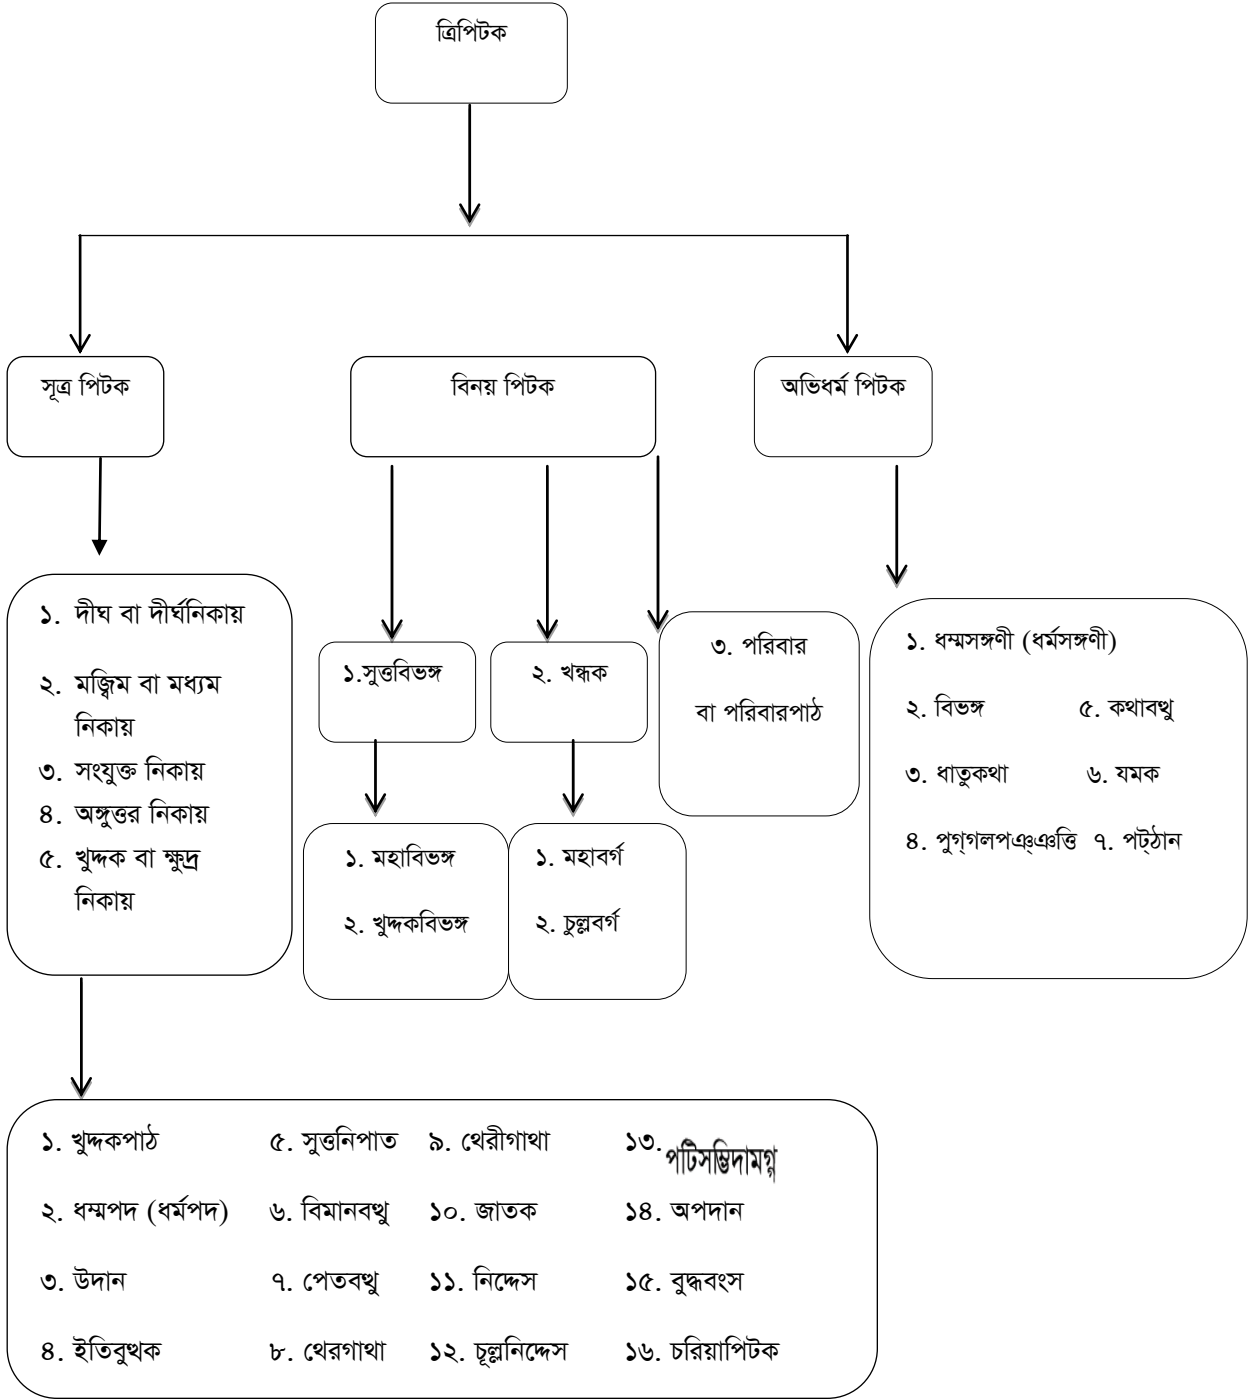 ত্রিপিটক
সূত্র পিটক
বিনয় পিটক
অভিধর্ম পিটক
১. দীঘ বা দীর্ঘনিকায়
২. মজ্ঝিম বা মধ্যম
নিকায়
৩. সংযুক্ত নিকায়
৪. অঙ্গুত্তর নিকায়
৫. খুদ্দক বা ক্ষুদ্র
নিকায়
১.সুত্তবিভঙ্গ
২. খন্ধক
৩. পরিবার
বা পরিবারপাঠ
১. মহাবিভঙ্গ
২. খুদ্দকবিভঙ্গ
১. মহাবর্গ
২. চুল্লবর্গ
১. ধম্মসঙ্গণী (ধর্মসঙ্গণী)
২. বিভঙ্গ ৫. কথাবত্থু
৩. ধাতুকথা ৬. যমক
৪. পুগ্‌গলপঞ্ঞত্তি ৭. পট্ঠান
১. খুদ্দকপাঠ ৫. সুত্তনিপাত ৯. থেরীগাথা ১৩. পটিসম্ভিদামগ্গ
২. ধম্মপদ (ধর্মপদ) ৬. বিমানবত্থু ১০. জাতক ১৪. অপদান
৩. উদান ৭. পেতবত্থু ১১. নিদ্দেস ১৫. বুদ্ধবংস
৪. ইতিবুত্থক ৮. থেরগাথা ১২. চূল্লনিদ্দেস ১৬. চরিয়াপিটক